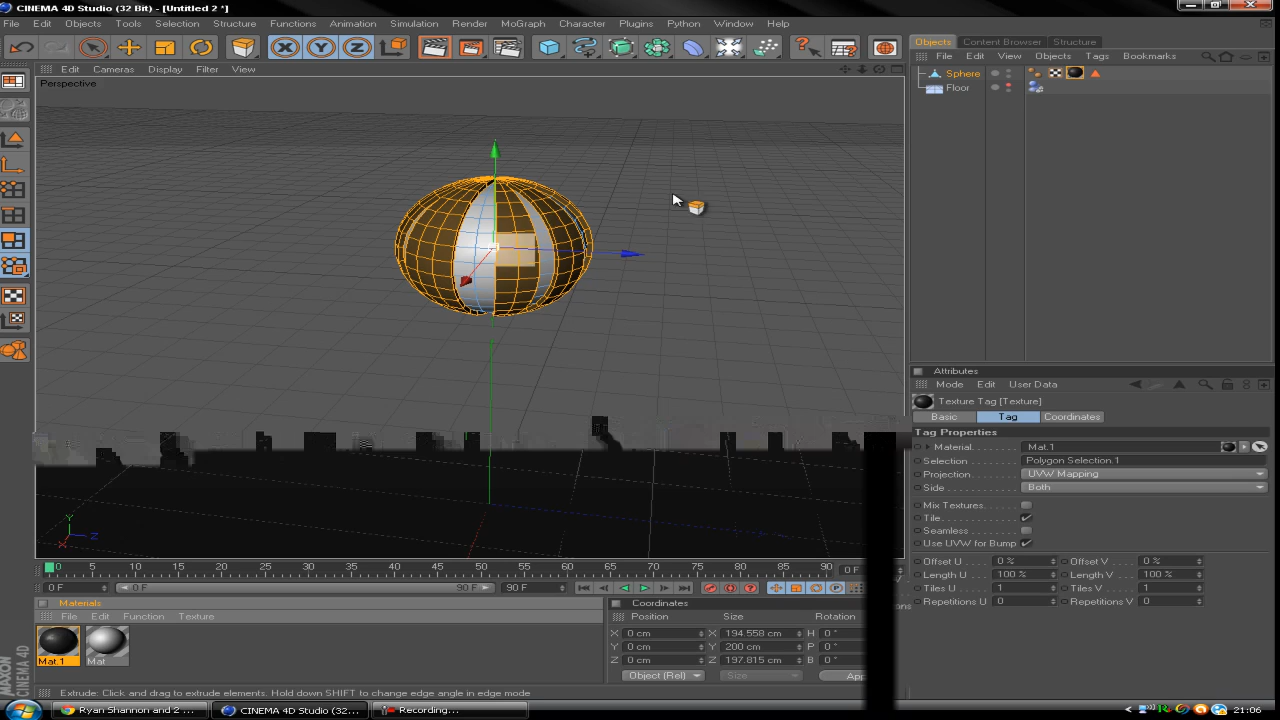 CINEMA 4D Studio (32 Bit) - [Untitled 2 *]
File Edit Objects Tools Selection Structure Functions Animation Simulation Render MoGraph Character Plugins Python Window Help
X Y Z
Edit Cameras Display Filter View
Perspective
Y
Z
X
Objects Content Browser Structure
File Edit View Objects Tags Bookmarks
Sphere
Floor
Attributes
Mode Edit User Data
Texture Tag [Texture]
Basic Tag Coordinates
Tag Properties
Material Mat.1
Selection Polygon Selection.1
Projection UVW Mapping
Side Both
Mix Textures
Tile
Seamless
Use UVW for Bump
Offset U 0 % Offset V 0 %
Length U 100 % Length V 100 %
Tiles U 1 Tiles V 1
Repetitions U 0 Repetitions V 0
0 5 10 15 20 25 30 35 40 45 50 55 60 65 70 75 80 85 90 0 F
0 F 0 F 90 F 90 F
Materials
File Edit Function Texture
Mat.1 Mat
MAXON CINEMA 4D
Coordinates
Position Size Rotation
X 0 cm X 194.558 cm H 0 °
Y 0 cm Y 200 cm P 0 °
Z 0 cm Z 197.815 cm B 0 °
Object (Rel) Size
Extrude: Click and drag to extrude elements. Hold down SHIFT to change edge angle in edge mode
Ryan Shannon and 2 ... CINEMA 4D Studio (32... Recording... 21:06